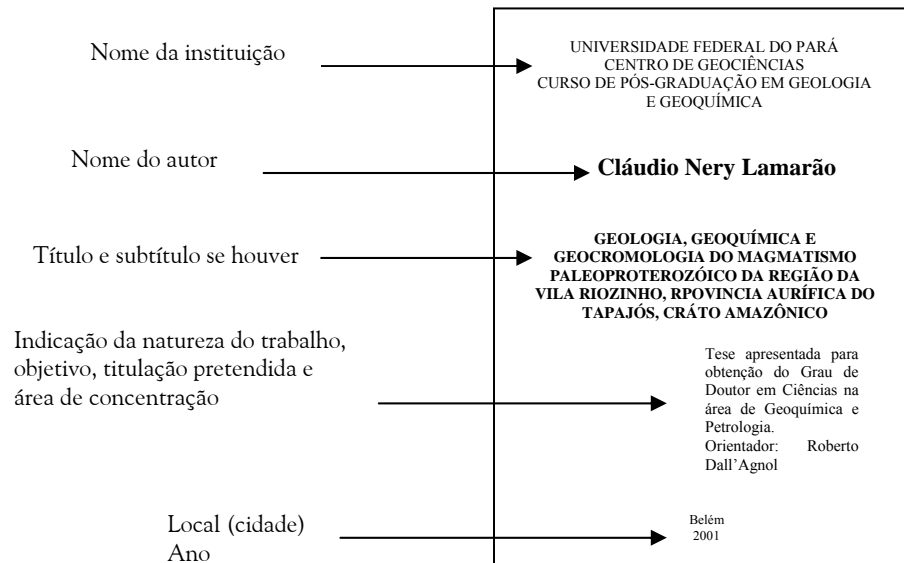 Nome da instituição
UNIVERSIDADE FEDERAL DO PARÁ
CENTRO DE GEOCIÊNCIAS
CURSO DE PÓS-GRADUAÇÃO EM GEOLOGIA
E GEOQUÍMICA
Nome do autor
Cláudio Nery Lamarão
Título e subtítulo se houver
GEOLOGIA, GEOQUÍMICA E
GEOCROMOLOGIA DO MAGMATISMO
PALEOPROTEROZÓICO DA REGIÃO DA
VILA RIOZINHO, RPOVINCIA AURÍFICA DO
TAPAJÓS, CRÁTO AMAZÔNICO
Indicação da natureza do trabalho,
objetivo, titulação pretendida e
área de concentração
Tese apresentada para
obtenção do Grau de
Doutor em Ciências na
área de Geoquímica e
Petrologia.
Orientador: Roberto
Dall’Agnol
Local (cidade)
Ano
Belém
2001